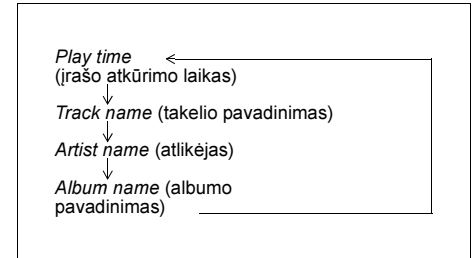 Play time
(įrašo atkūrimo laikas)
Track name (takelio pavadinimas)
Artist name (atlikėjas)
Album name (albumo
pavadinimas)